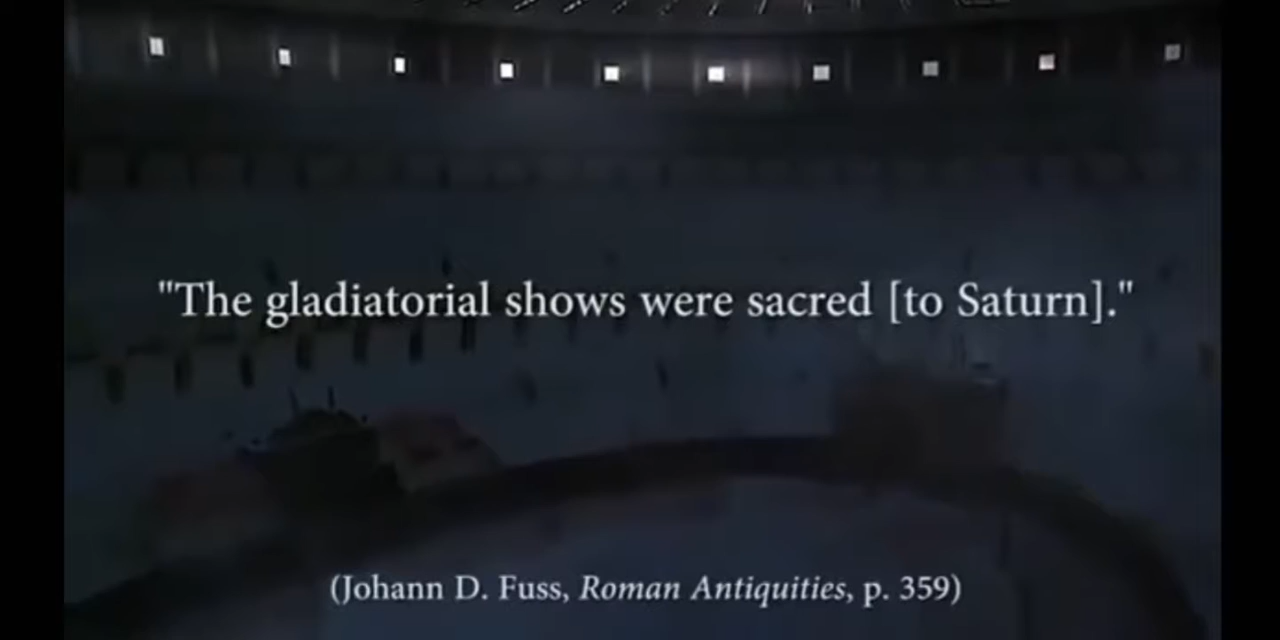 "The gladiatorial shows were sacred [to Saturn]."
(Johann D. Fuss, Roman Antiquities, p. 359)